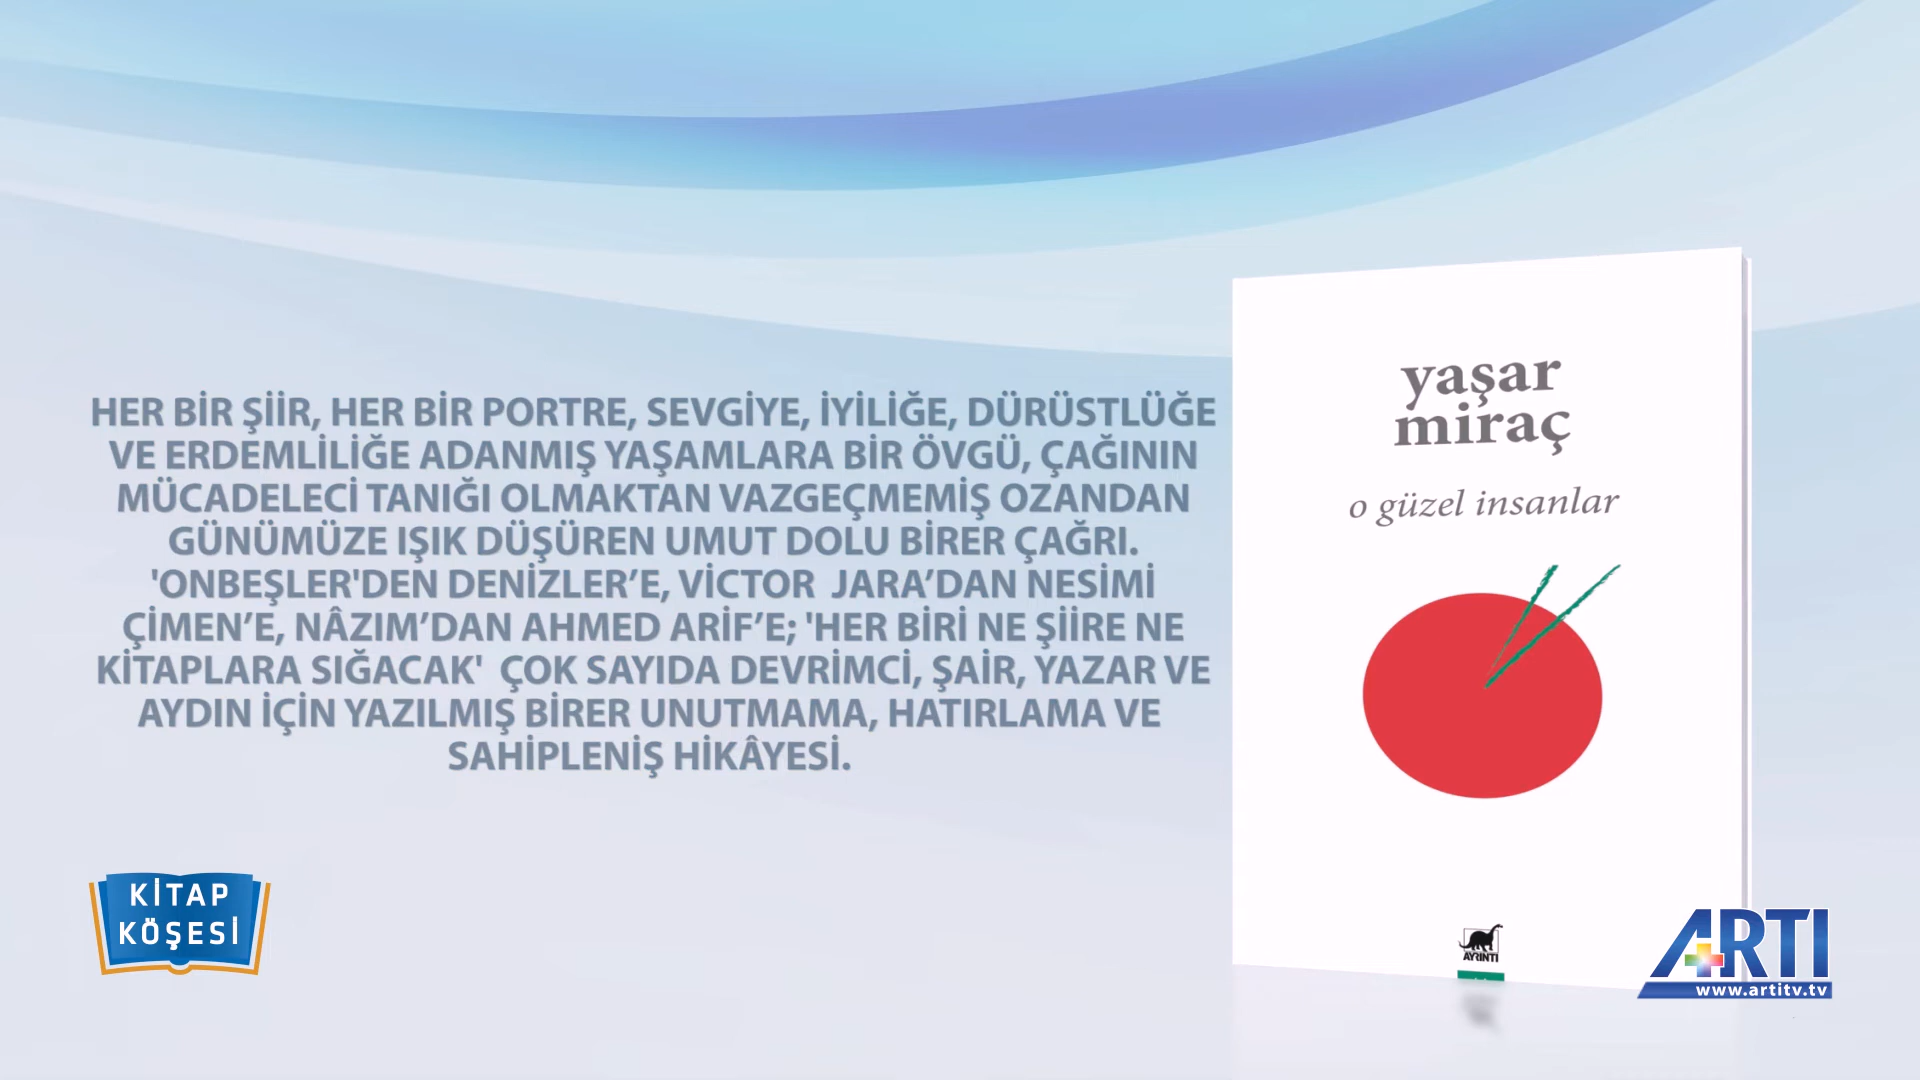 HER BİR ŞİİR, HER BİR PORTRE, SEVGİYE, İYİLİĞE, DÜRÜSTLÜĞE
VE ERDEMLİLİĞE ADANMIŞ YAŞAMLARA BİR ÖVGÜ, ÇAĞININ
MÜCADELECİ TANIĞI OLMAKTAN VAZGEÇMEMİŞ OZANDAN
GÜNÜMÜZE IŞIK DÜŞÜREN UMUT DOLU BİRER ÇAĞRI.
'ONBEŞLER'DEN DENİZLER’E, VİCTOR  JARA’DAN NESİMİ
ÇİMEN’E, NÂZIM’DAN AHMED ARİF’E; 'HER BİRİ NE ŞİİRE NE
KİTAPLARA SIĞACAK'  ÇOK SAYIDA DEVRİMCİ, ŞAİR, YAZAR VE
AYDIN İÇİN YAZILMIŞ BİRER UNUTMAMA, HATIRLAMA VE
SAHİPLENİŞ HİKÂYESİ.
yaşar
miraç
o güzel insanlar
AYRINTI
KİTAP
KÖŞESİ
ARTI
www.artitv.tv